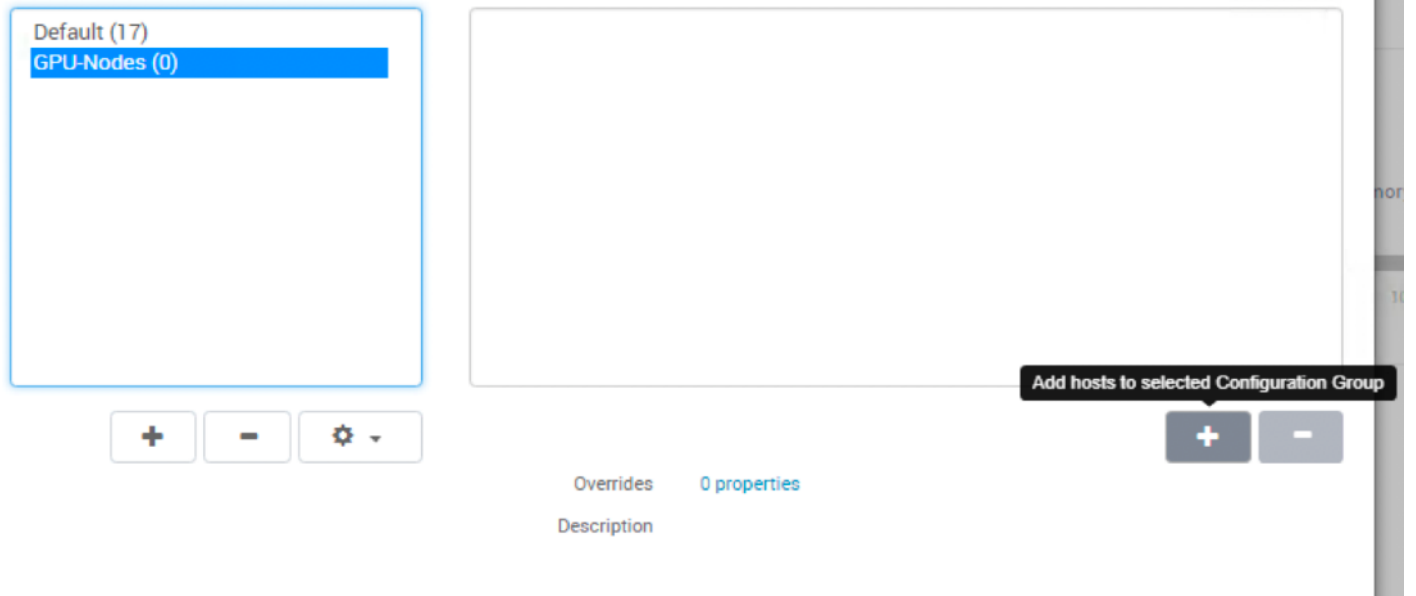 Default (17)
GPU-Nodes (0)
Add hosts to selected Configuration Group
Overrides 0 properties
Description